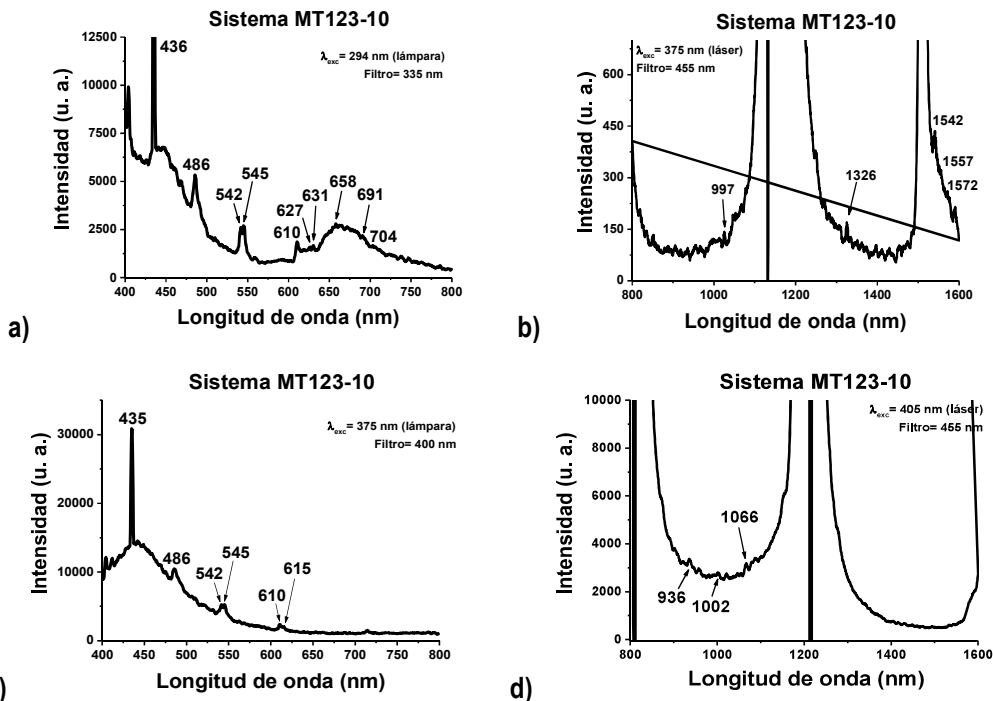 Sistema MT123-10
λexc = 294 nm (lámpara)
Filtro= 335 nm
Intensidad (u. a.)
12500
10000
7500
5000
2500
0
436
486
542
545
610
627
631
658
691
704
400 450 500 550 600 650 700 750 800
Longitud de onda (nm)
a)
Sistema MT123-10
λexc = 375 nm (láser)
Filtro= 455 nm
Intensidad (u. a.)
600
450
300
150
0
997
1326
1542
1557
1572
800 1000 1200 1400 1600
Longitud de onda (nm)
b)
Sistema MT123-10
λexc = 375 nm (lámpara)
Filtro= 400 nm
Intensidad (u. a.)
30000
20000
10000
0
435
486
542
545
610
615
400 450 500 550 600 650 700 750 800
Longitud de onda (nm)
)
Sistema MT123-10
λexc = 405 nm (láser)
Filtro= 455 nm
Intensidad (u. a.)
10000
8000
6000
4000
2000
0
936
1002
1066
800 1000 1200 1400 1600
Longitud de onda (nm)
d)